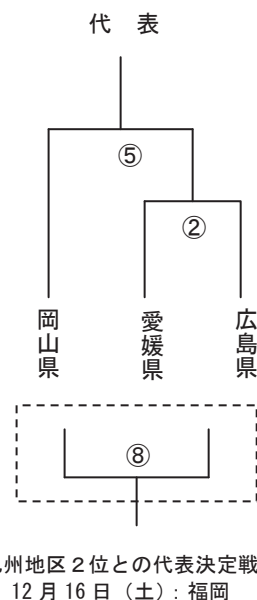 代 表
⑤
②
岡山県
愛媛県
広島県
⑧
州地区２位との代表決定戦
12 月 16 日（土）: 福岡